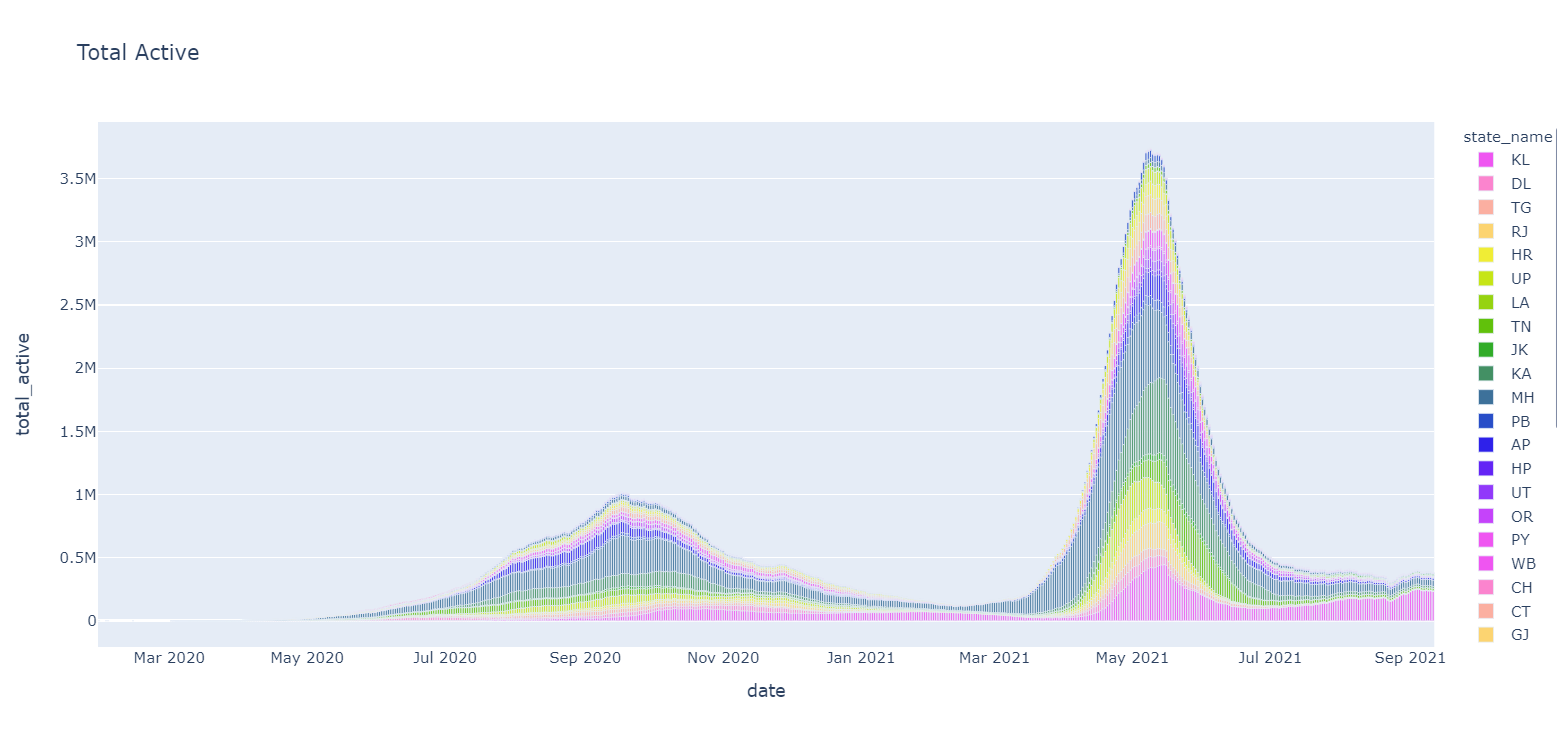 Total Active
state_name
KL
DL
TG
RJ
HR
UP
LA
TN
JK
KA
MH
PB
AP
HP
UT
OR
PY
WB
CH
CT
GJ
3.5M
3M
2.5M
2M
1.5M
1M
0.5M
0
total_active
Mar 2020 May 2020 Jul 2020 Sep 2020 Nov 2020 Jan 2021 Mar 2021 May 2021 Jul 2021 Sep 2021
date